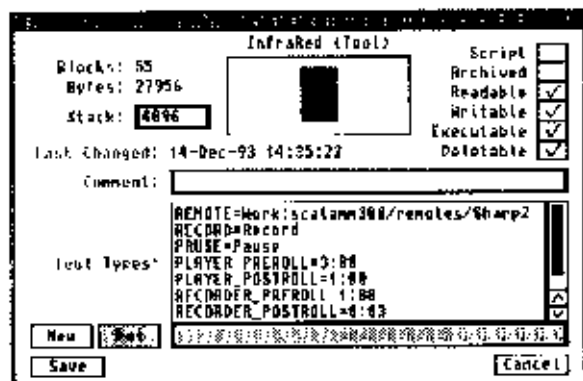 InfraRed (Tool)
Blocks: 55
Bytes: 27956
Stack: 4096
Script
Archived
Readable
Writable
Executable
Deletable
Last Changed: 14-Dec-93 14:35:22
Comment:
REMOTE=Work:scalamm300/remotes/Sharp2
RECORD=Record
PAUSE=Pause
PLAYER_PREROLL=3:00
PLAYER_POSTROLL=1:00
RECORDER_PREROLL 1:00
RECORDER_POSTROLL=0:03
Tool Types:
New
Save
Cancel